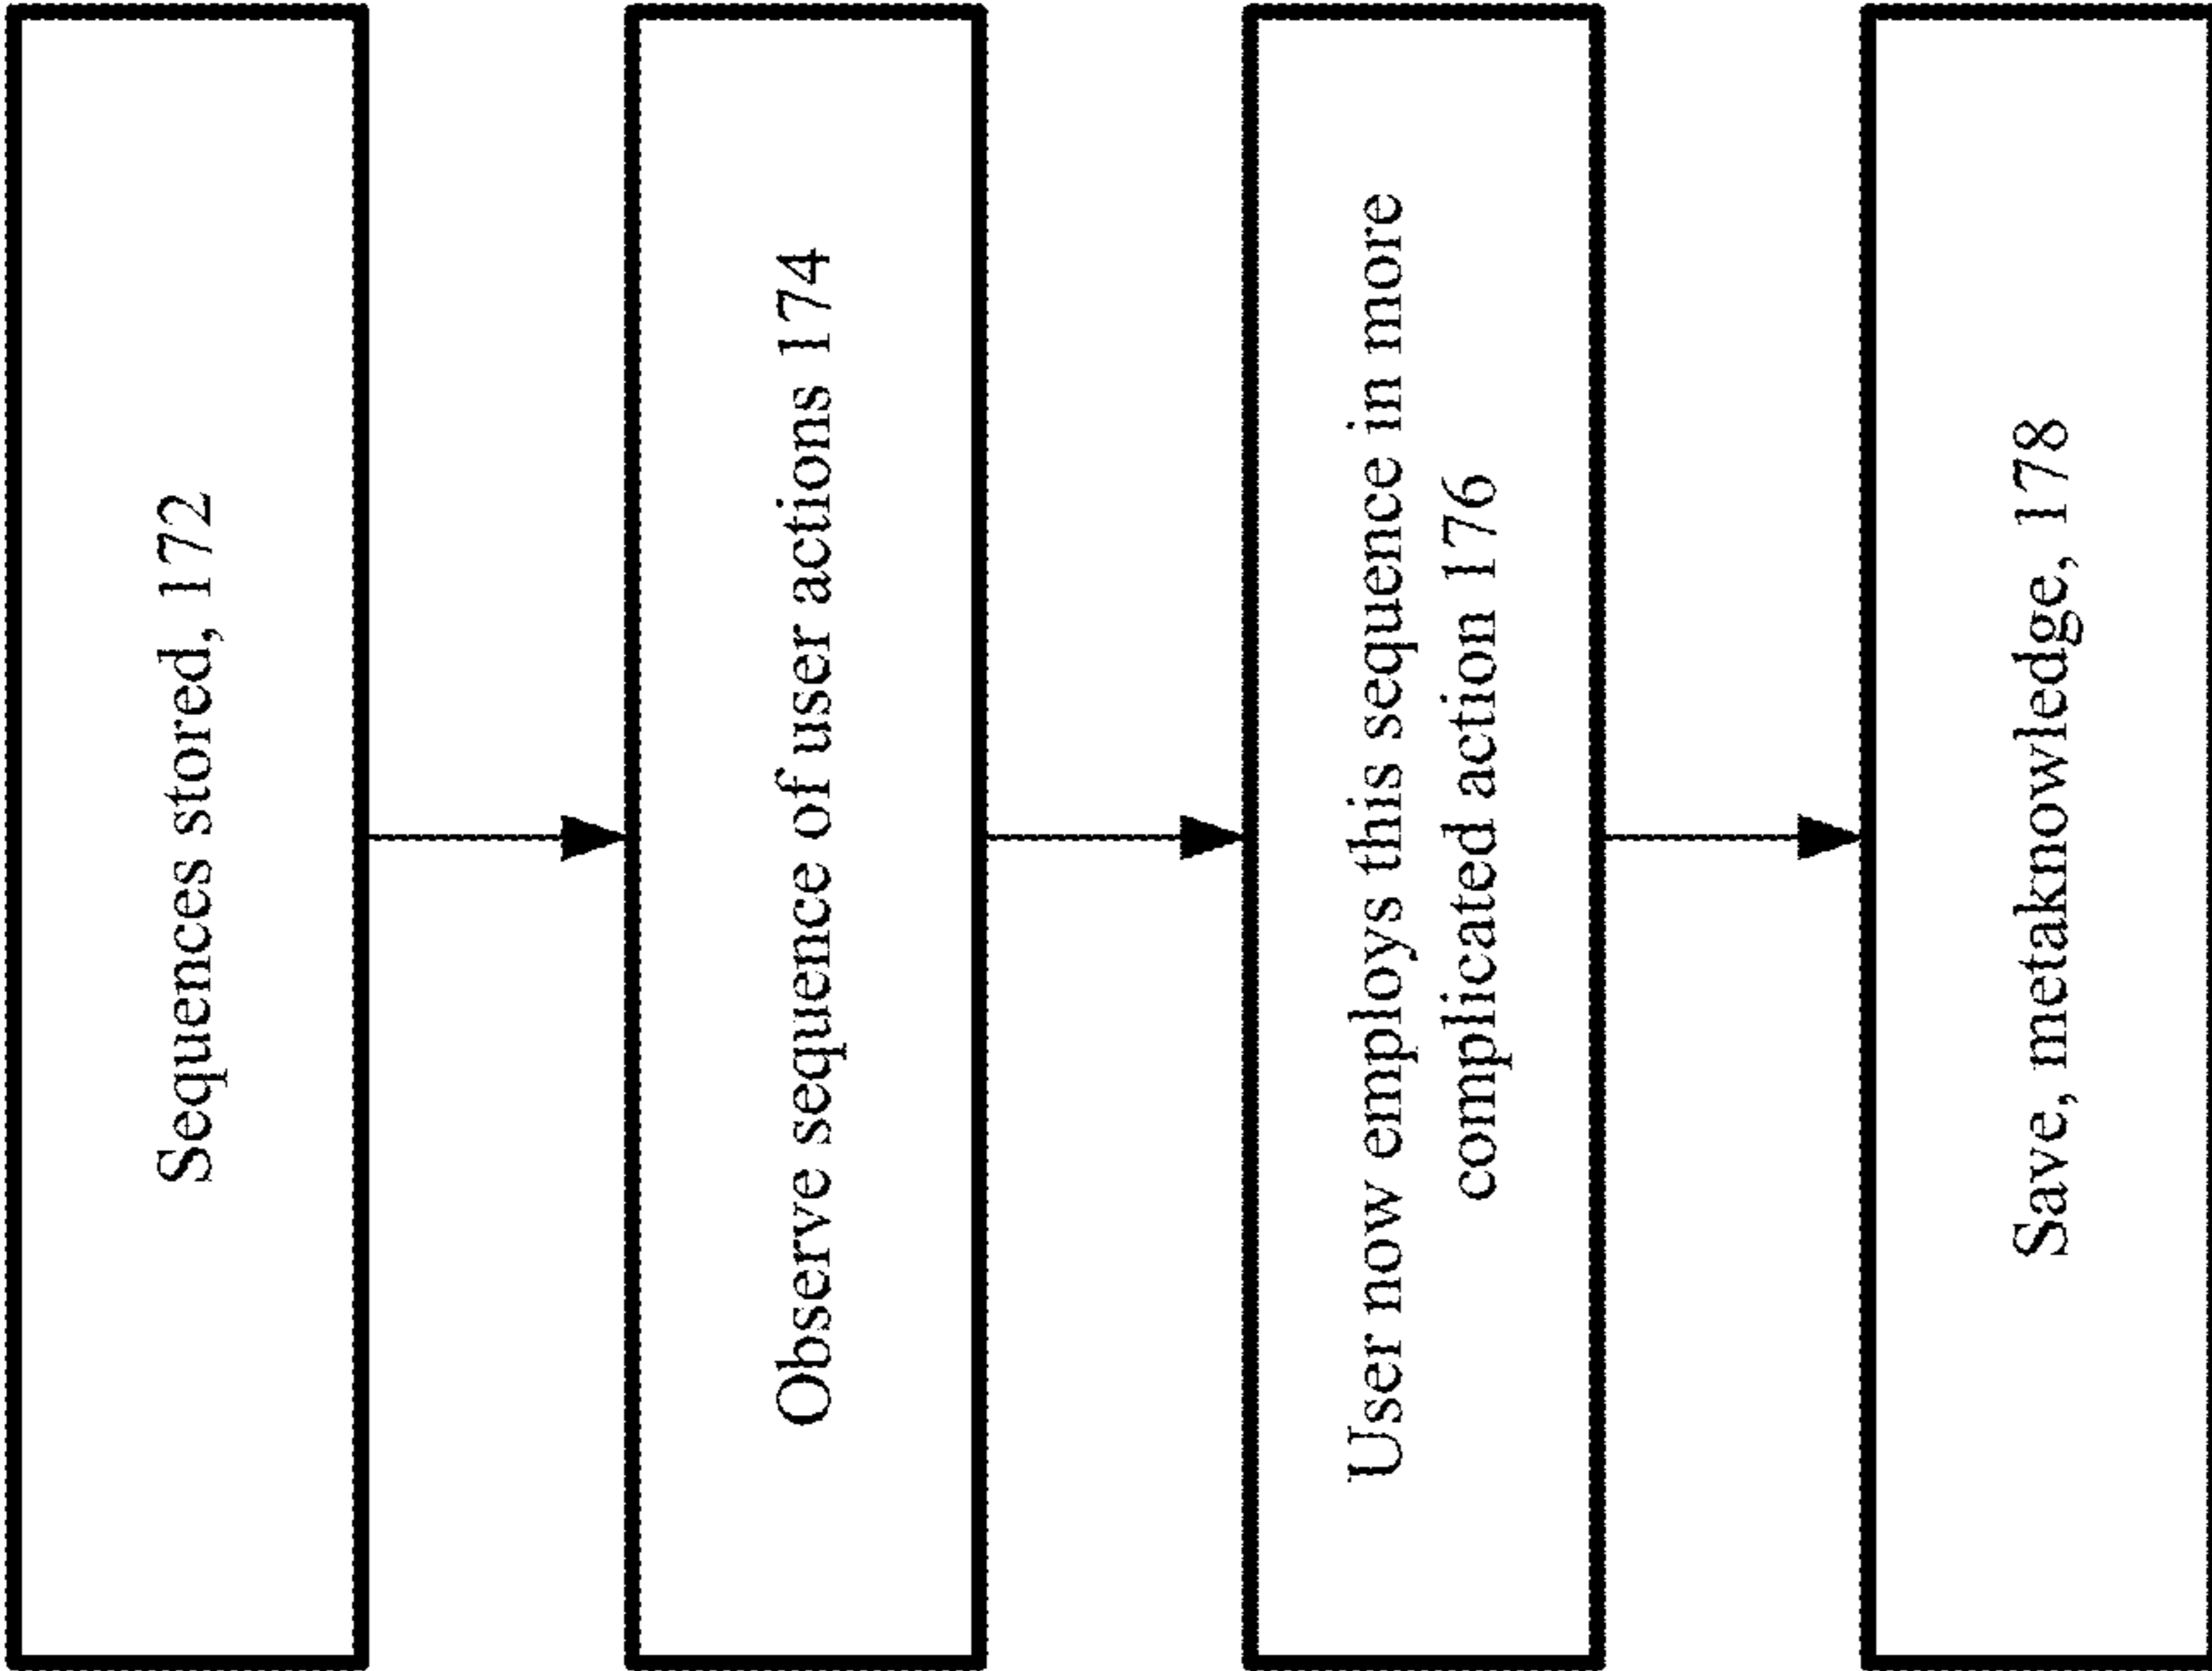 Sequences stored, 172
Observe sequence of user actions 174
User now employs this sequence in more
complicated action 176
Save, metaknowledge, 178